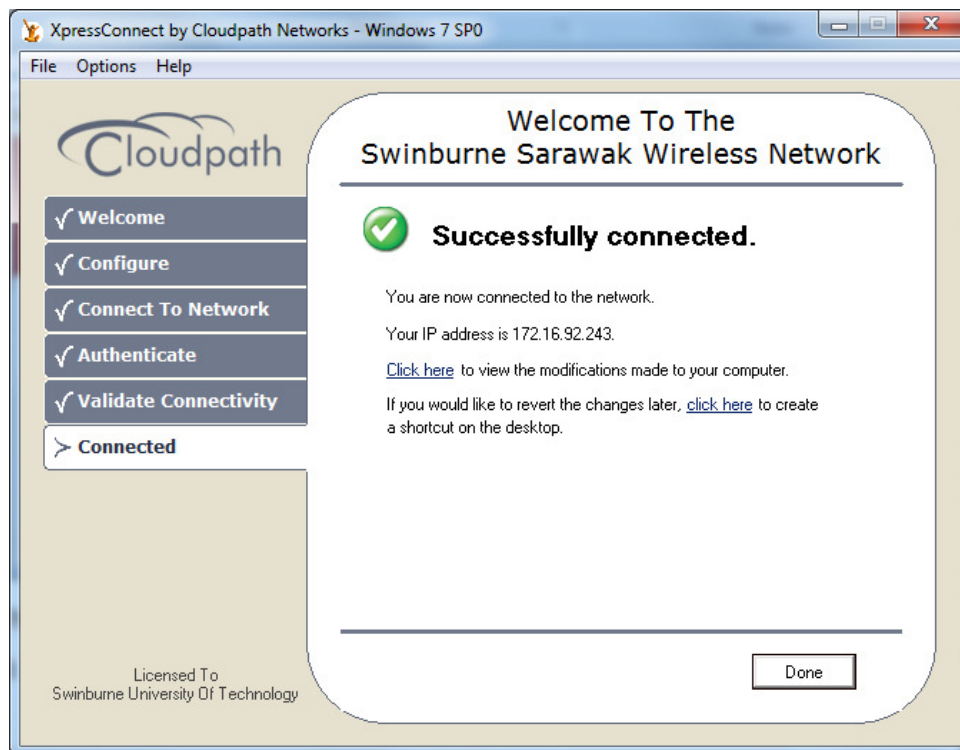 XpressConnect by Cloudpath Networks - Windows 7 SP0
File Options Help
Cloudpath
Welcome
Configure
Connect To Network
Authenticate
Validate Connectivity
Connected
Licensed To
Swinburne University Of Technology
Welcome To The
Swinburne Sarawak Wireless Network
Successfully connected.
You are now connected to the network.
Your IP address is 172.16.92.243.
Click here to view the modifications made to your computer.
If you would like to revert the changes later, click here to create
a shortcut on the desktop.
Done